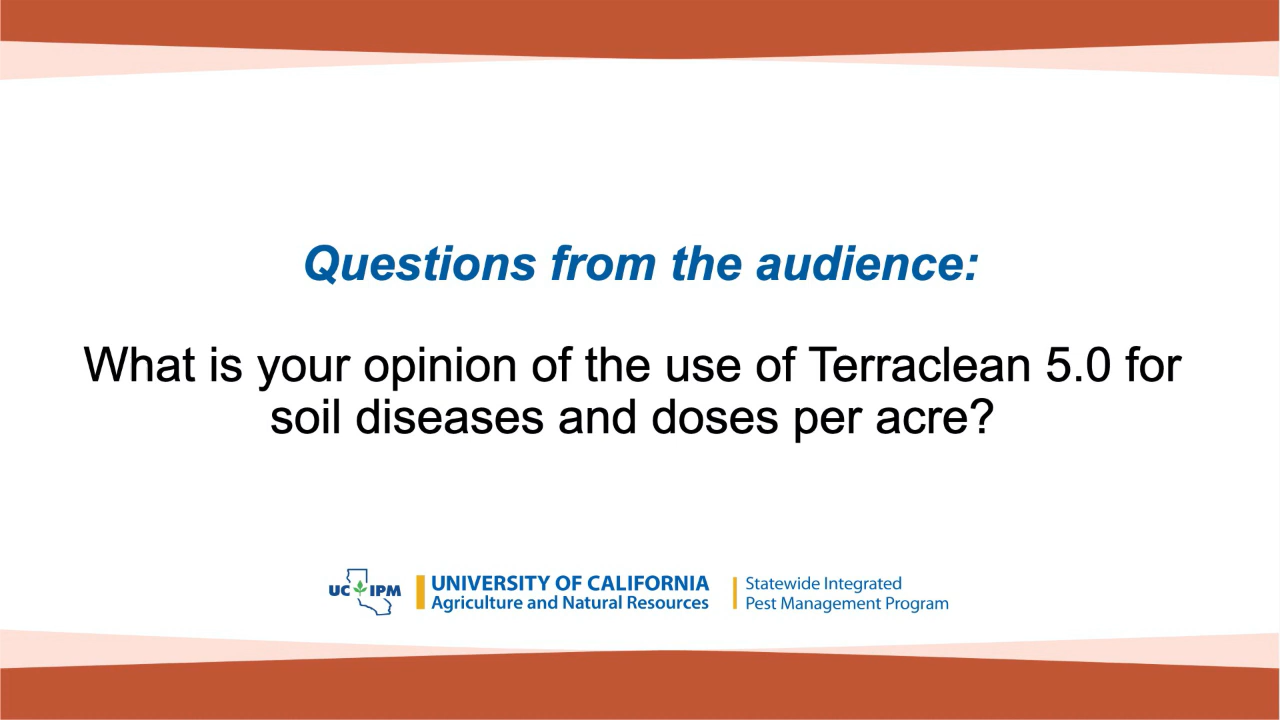 Questions from the audience:
What is your opinion of the use of Terraclean 5.0 for
soil diseases and doses per acre?
UC IPM
UNIVERSITY OF CALIFORNIA
Agriculture and Natural Resources
Statewide Integrated
Pest Management Program